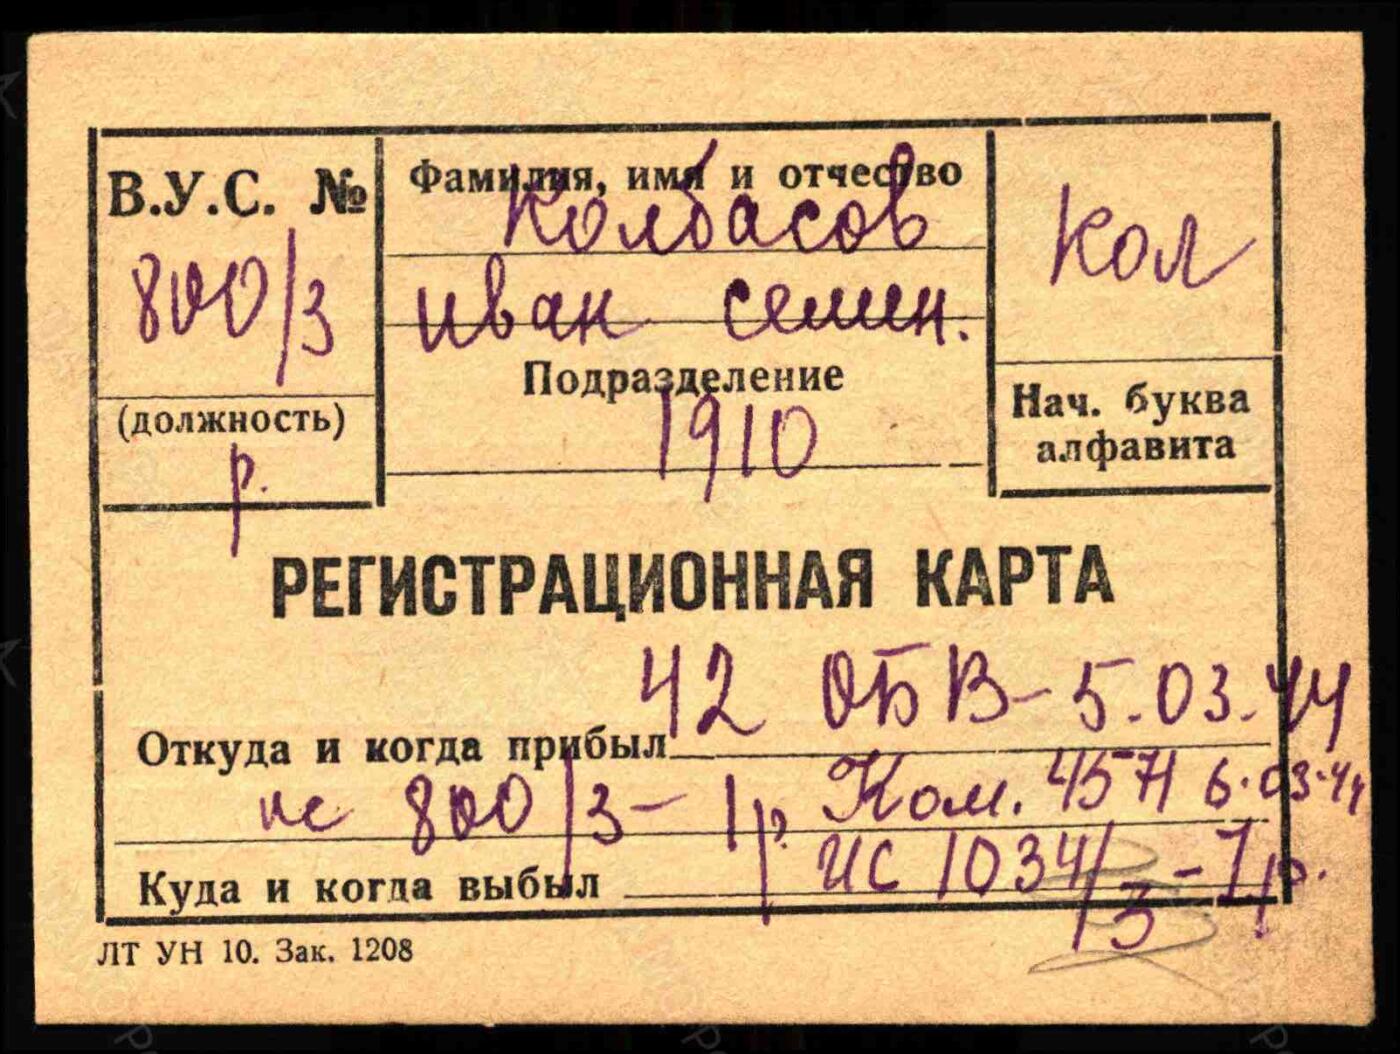 В.У.С. №
800/3
(должность)
р.
Фамилия, имя и отчество
Колбасов
иван семен.
Подразделение
1910
Кол
Нач. буква
алфавита
РЕГИСТРАЦИОННАЯ КАРТА
42 ОБВ - 5.03.44
Откуда и когда прибыл
ис 800/3 - 1р. Ком. 4571 6.03.44
ИС 1034/3 - 1р.
Куда и когда выбыл
ЛТ УН 10. Зак. 1208